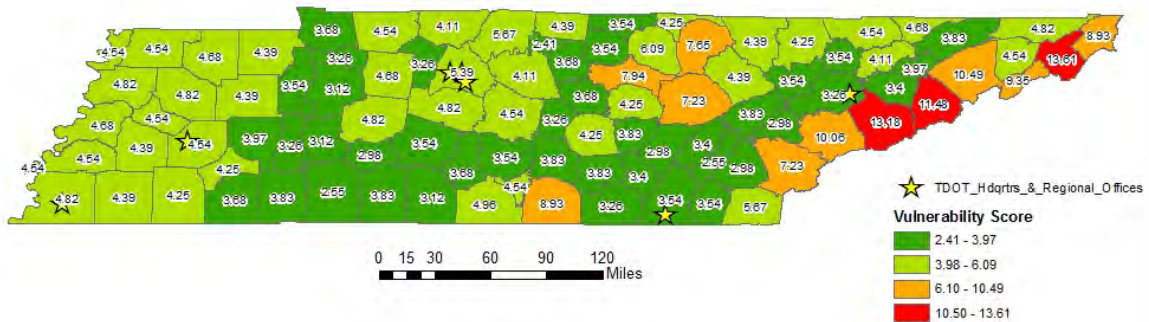 3.68 4.54 4.11 5.67 4.39 3.54 4.25 7.65 4.39 4.25 4.54 4.68 3.83 4.82 8.93
4.54 4.54 4.68 4.39 3.26 3.26 5.39 2.41 3.68 3.54 6.09 3.54 4.11 3.97 4.54 13.61
4.82 4.82 4.39 3.54 3.12 4.68 4.11 3.68 7.94 4.39 3.54 3.26 3.4 10.49 9.35
4.68 4.54 4.82 4.82 4.54 3.26 4.25 7.23 3.83 2.98 13.18 11.48
4.54 4.39 4.54 3.97 3.26 3.12 2.98 3.54 3.54 3.83 4.25 3.83 2.98 3.4 10.06
4.54 4.25 3.68 3.83 3.4 2.55 2.98 7.23
4.82 4.39 4.25 3.68 3.83 2.55 3.83 3.12 4.96 4.54 8.93 3.26 3.54 3.54 5.67
TDOT_Hdqrtrs_&_Regional_Offices
Vulnerability Score
2.41 - 3.97
3.98 - 6.09
6.10 - 10.49
10.50 - 13.61
0 15 30 60 90 120
Miles